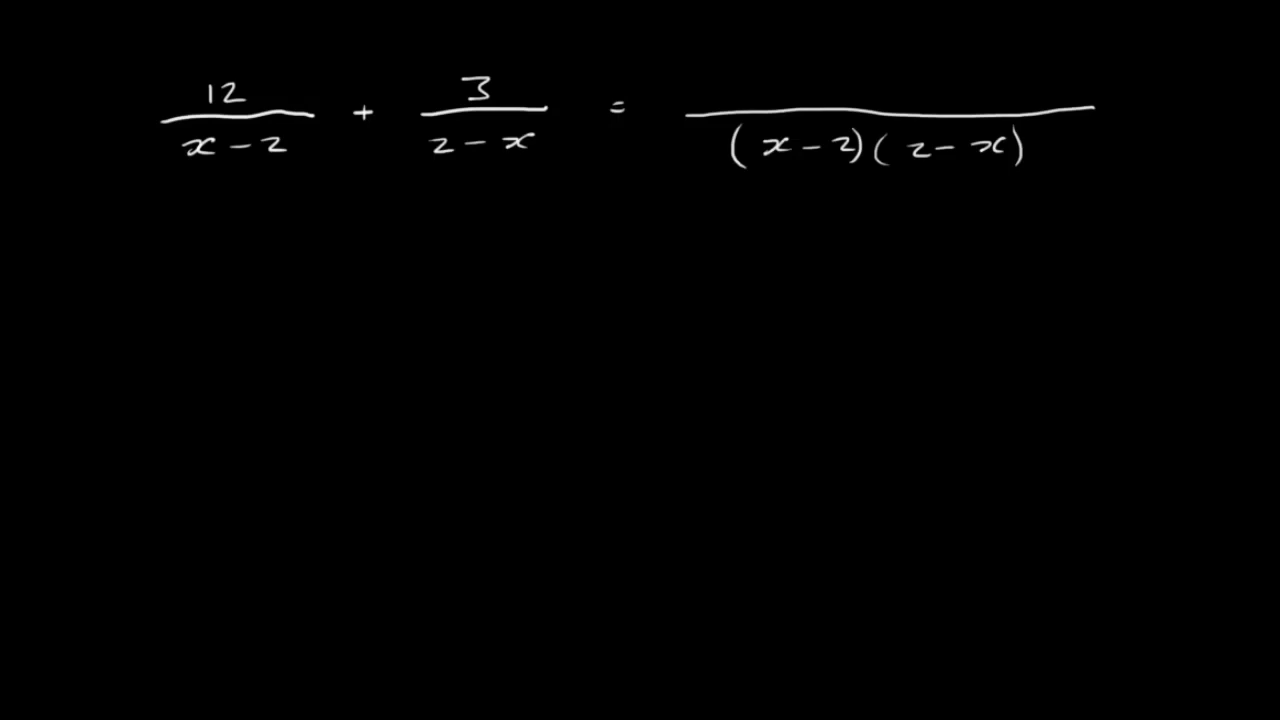 12/(x-2) + 3/(2-x) = /((x-2)(2-x))